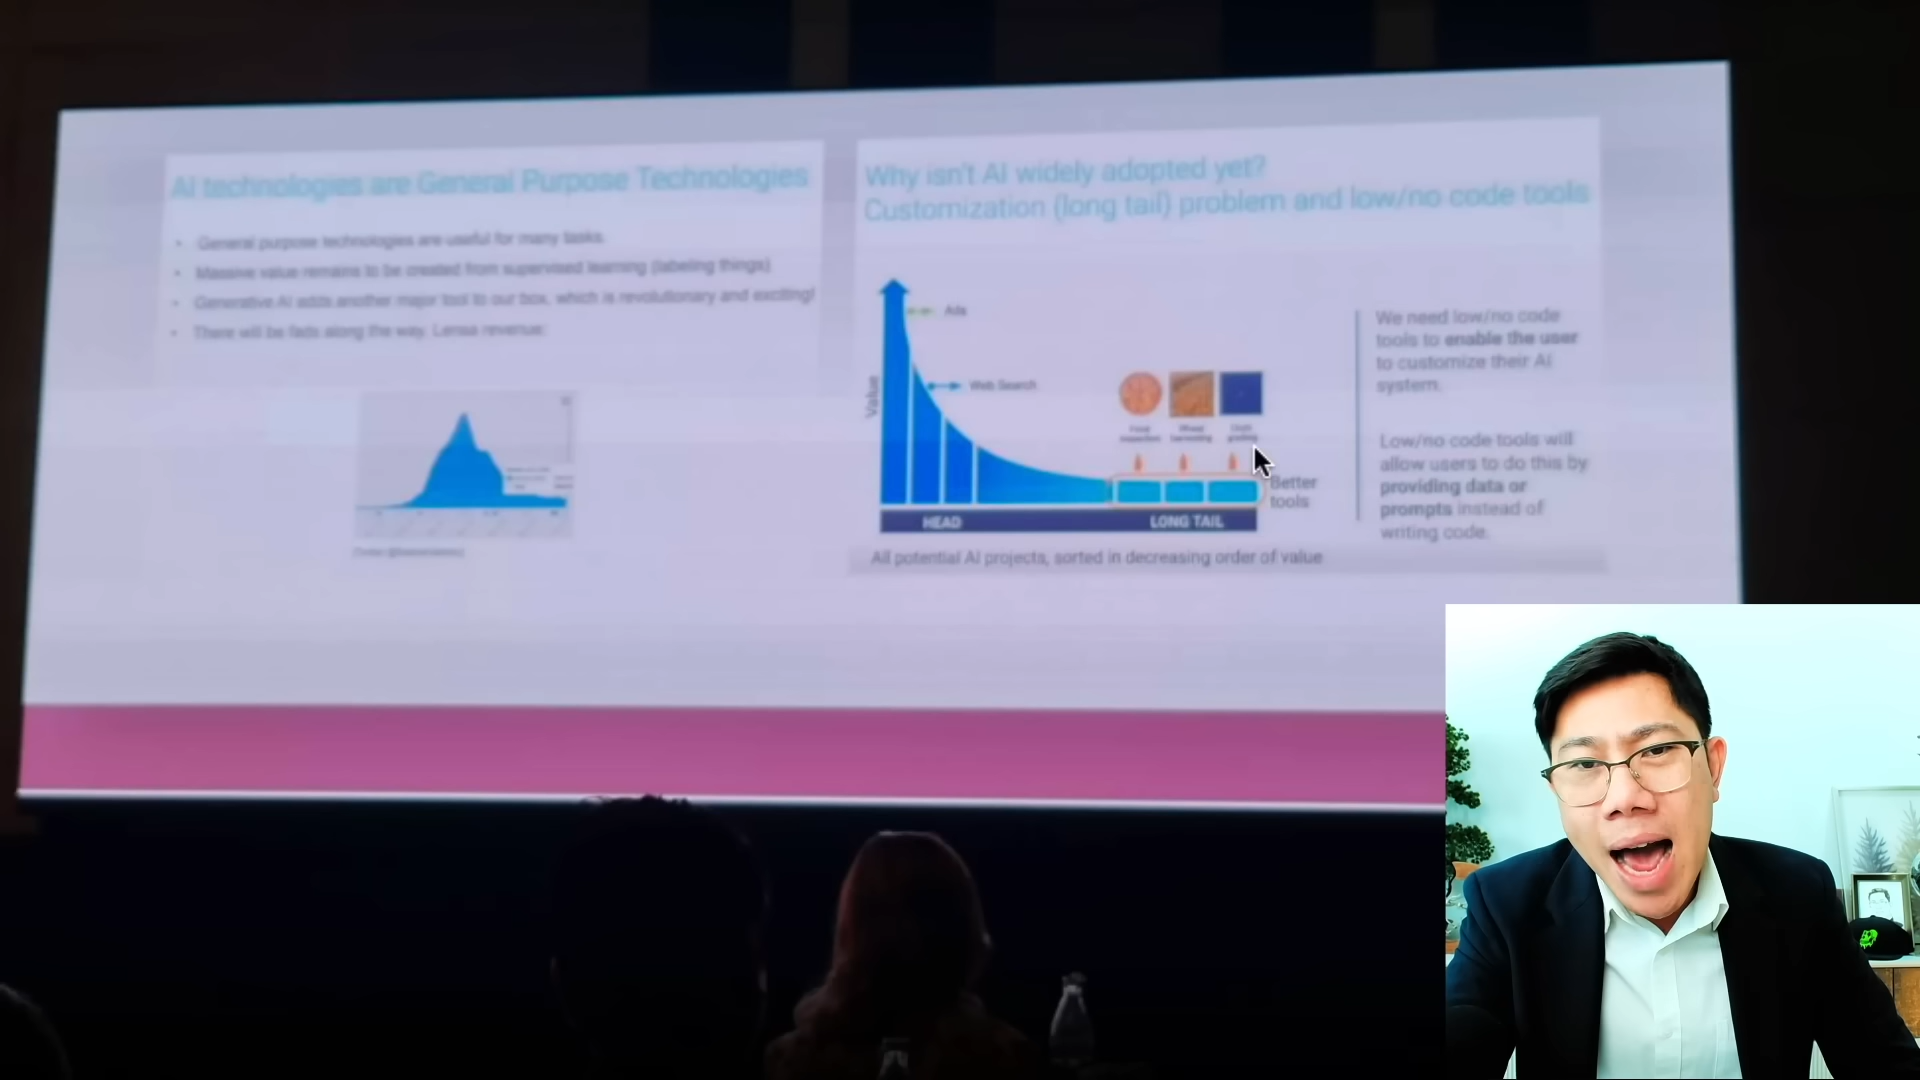 AI technologies are General Purpose Technologies
• General purpose technologies are useful for many tasks.
• Massive value remains to be created from supervised learning (labeling things)
• Generative AI adds another major tool to our box, which is revolutionary and exciting!
• There will be fads along the way. Lensa revenue:
Why isn't AI widely adopted yet?
Customization (long tail) problem and low/no code tools
Value
Ads
Web Search
Food
inspection
Wheat
harvesting
Cloth
grading
Better
tools
HEAD
LONG TAIL
All potential AI projects, sorted in decreasing order of value
We need low/no code
tools to enable the user
to customize their AI
system.
Low/no code tools will
allow users to do this by
providing data or
prompts instead of
writing code.